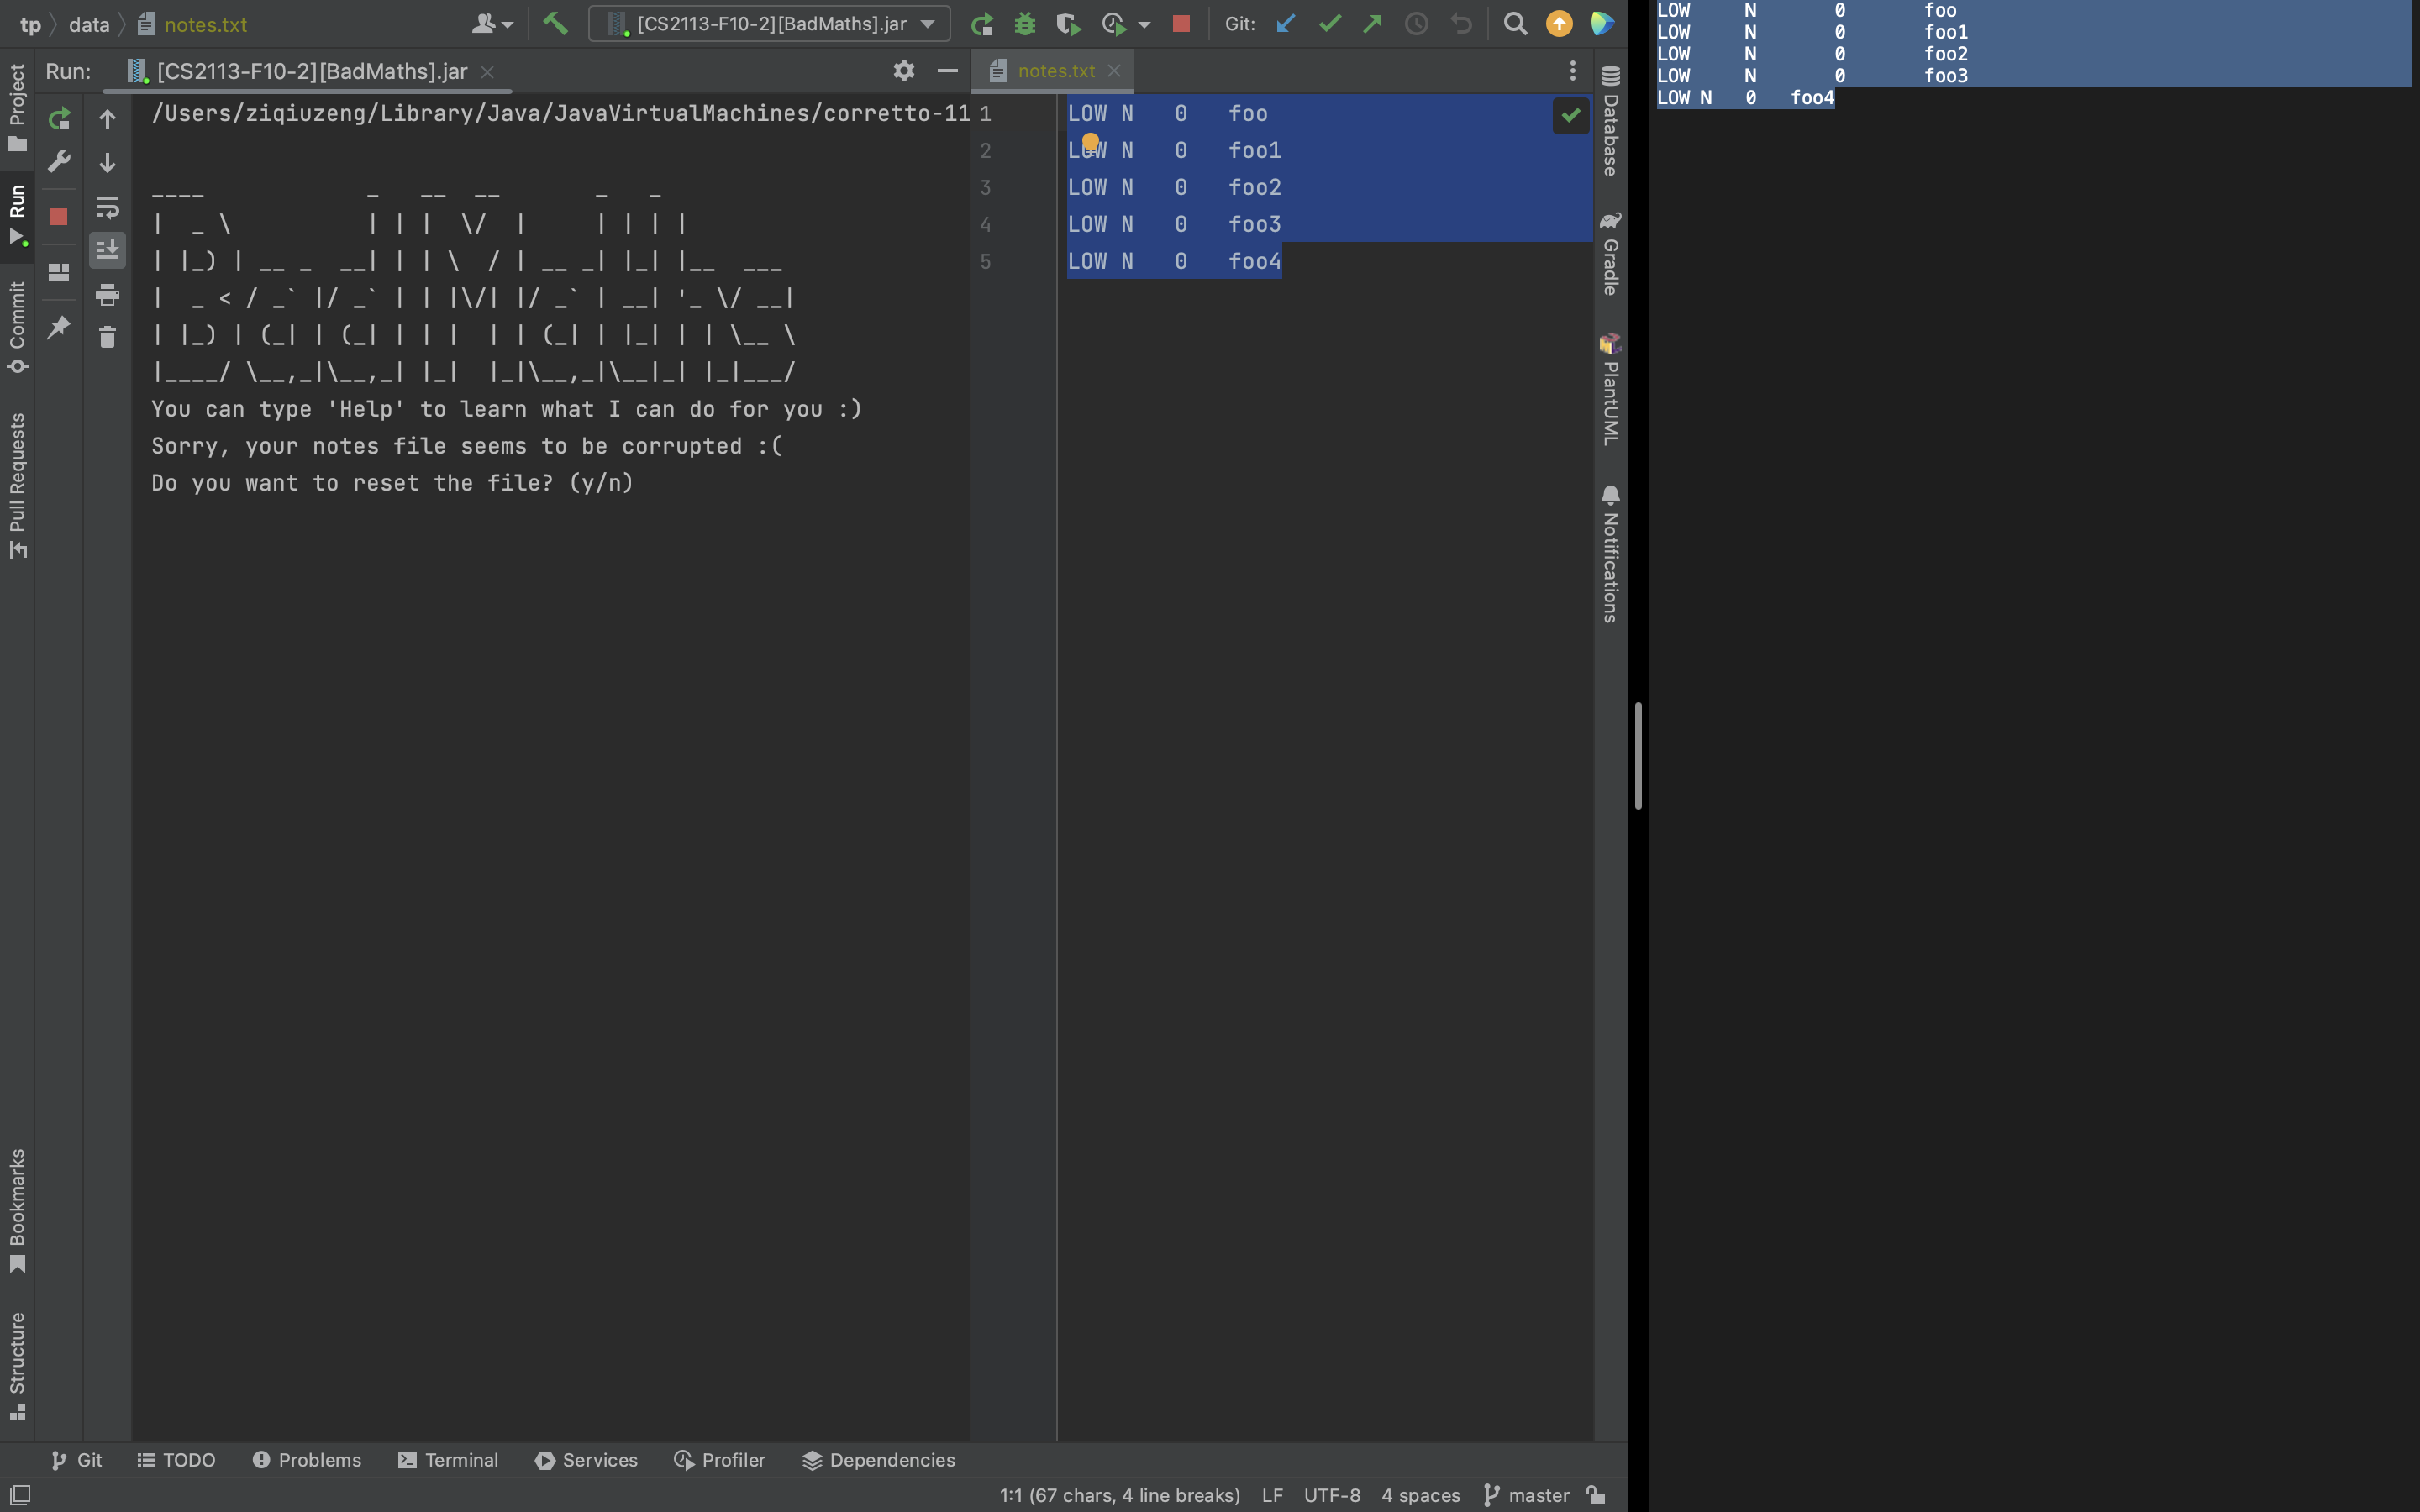 tp data notes.txt [CS2113-F10-2][BadMaths].jar Git:
Run: [CS2113-F10-2][BadMaths].jar
notes.txt
Project
Run
Commit
Pull Requests
Bookmarks
Structure
/Users/ziqiuzeng/Library/Java/JavaVirtualMachines/corretto-11
____            _   __  __       _   _
|  _ \          | | |  \/  |     | | | |
| |_) | __ _  __| | | \  / | __ _| |_| |__  ___
|  _ < / _` |/ _` | | |\/| |/ _` | __| '_ \/ __|
| |_) | (_| | (_| | | |  | | (_| | |_| | | \__ \
|____/ \__,_|\__,_| |_|  |_|\__,_|\__|_| |_|___/
You can type 'Help' to learn what I can do for you :)
Sorry, your notes file seems to be corrupted :(
Do you want to reset the file? (y/n)
1 LOW N   0   foo
2 LOW N   0   foo1
3 LOW N   0   foo2
4 LOW N   0   foo3
5 LOW N   0   foo4
Database
Gradle
PlantUML
Notifications
LOW     N       0       foo
LOW     N       0       foo1
LOW     N       0       foo2
LOW     N       0       foo3
LOW N   0   foo4
Git TODO Problems Terminal Services Profiler Dependencies
1:1 (67 chars, 4 line breaks) LF UTF-8 4 spaces master